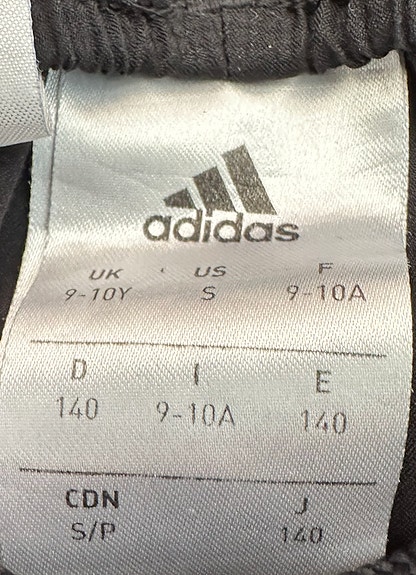 adidas
UK US F
9-10Y S 9-10A
D I E
140 9-10A 140
CDN J
S/P 140